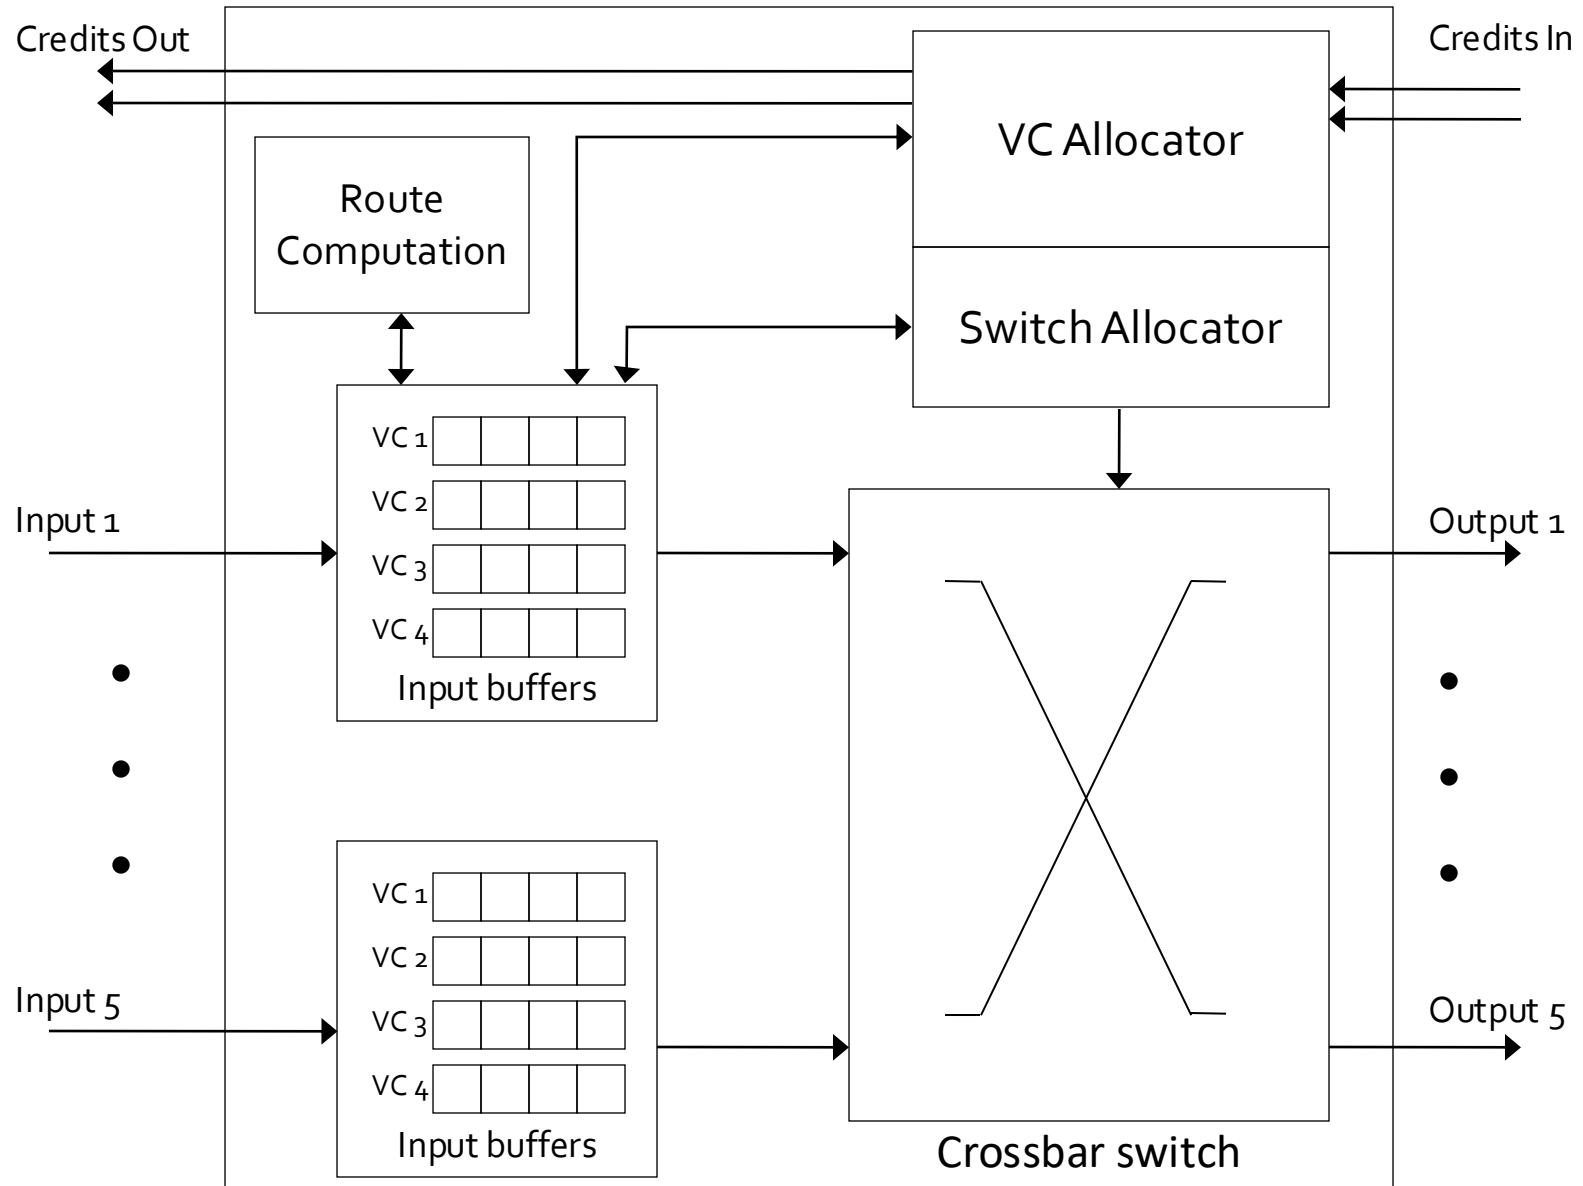 Credits Out
Credits In
VC Allocator
Route
Computation
Switch Allocator
VC 1
VC 2
VC 3
VC 4
Input buffers
Input 1
Output 1
VC 1
VC 2
VC 3
VC 4
Input buffers
Input 5
Output 5
Crossbar switch